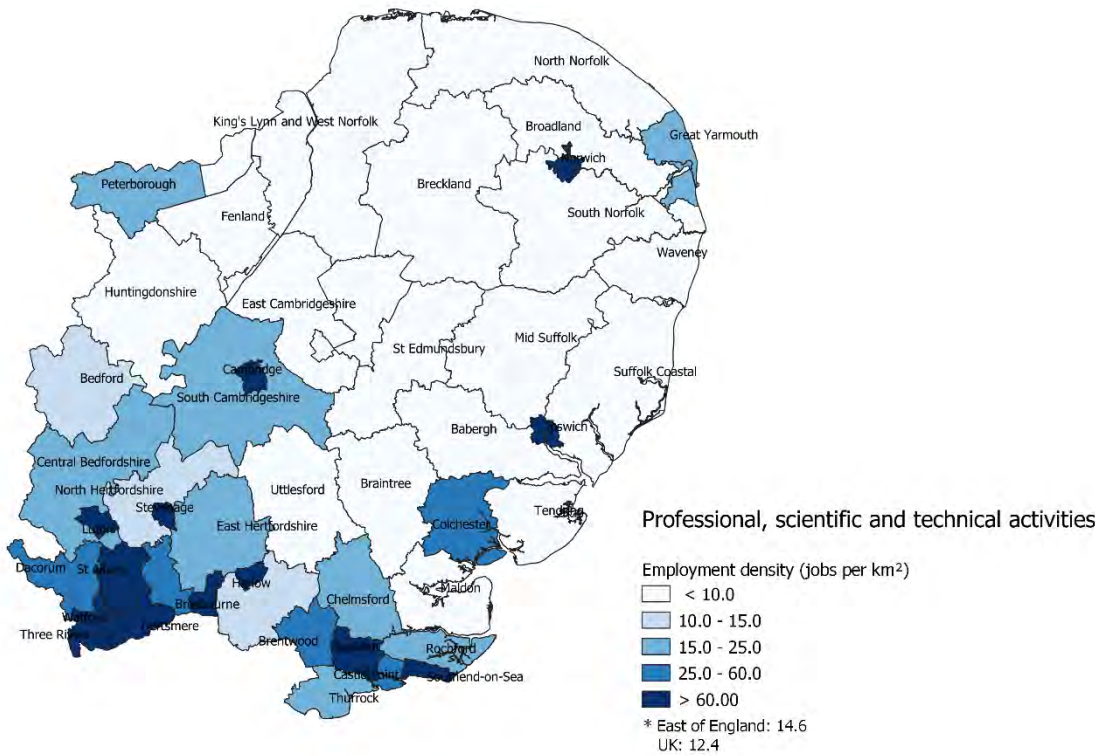 North Norfolk
King's Lynn and West Norfolk
Broadland
Great Yarmouth
Norwich
Peterborough
Breckland
South Norfolk
Fenland
Waveney
Huntingdonshire
East Cambridgeshire
Mid Suffolk
St Edmundsbury
Suffolk Coastal
Cambridge
Bedford
South Cambridgeshire
Babergh
Ipswich
Central Bedfordshire
Uttlesford
Braintree
North Hertfordshire
Stevenage
Tendring
Luton
Colchester
East Hertfordshire
Dacorum
St Albans
Harlow
Maldon
Broxbourne
Chelmsford
Watford
Hertsmere
Three Rivers
Brentwood
Rochford
Castle Point
Southend-on-Sea
Thurrock
Professional, scientific and technical activities
Employment density (jobs per km²)
< 10.0
10.0 - 15.0
15.0 - 25.0
25.0 - 60.0
> 60.00
* East of England: 14.6
UK: 12.4